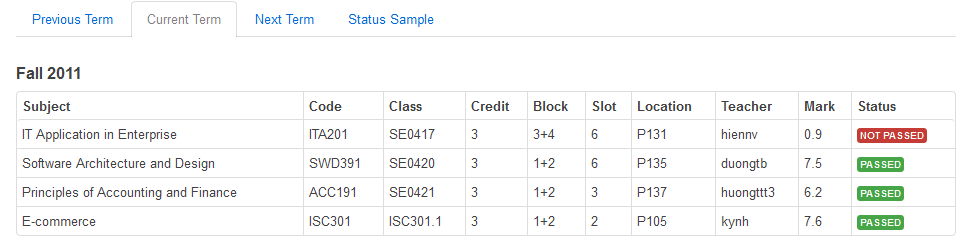 Previous Term Current Term Next Term Status Sample
Fall 2011
Subject Code Class Credit Block Slot Location Teacher Mark Status
IT Application in Enterprise ITA201 SE0417 3 3+4 6 P131 hiennv 0.9 NOT PASSED
Software Architecture and Design SWD391 SE0420 3 1+2 6 P135 duongtb 7.5 PASSED
Principles of Accounting and Finance ACC191 SE0421 3 1+2 3 P137 huongttt3 6.2 PASSED
E-commerce ISC301 ISC301.1 3 1+2 2 P105 kynh 7.6 PASSED